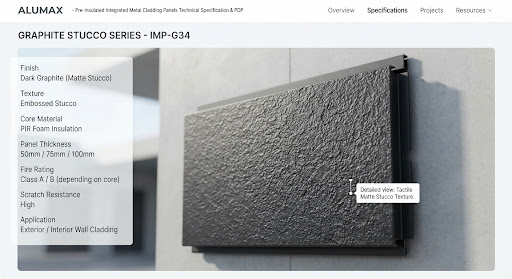 ALUMAX - Pre-Insulated Integrated Metal Cladding Panels Technical Specification & PDP
Overview Specifications Projects Resources
GRAPHITE STUCCO SERIES - IMP-G34
Finish
Dark Graphite (Matte Stucco)
Texture
Embossed Stucco
Core Material
PIR Foam Insulation
Panel Thickness
50mm / 75mm / 100mm
Fire Rating
Class A / B (depending on core)
Scratch Resistance
High
Application
Exterior / Interior Wall Cladding
Detailed view: Tactile
Matte Stucco Texture.